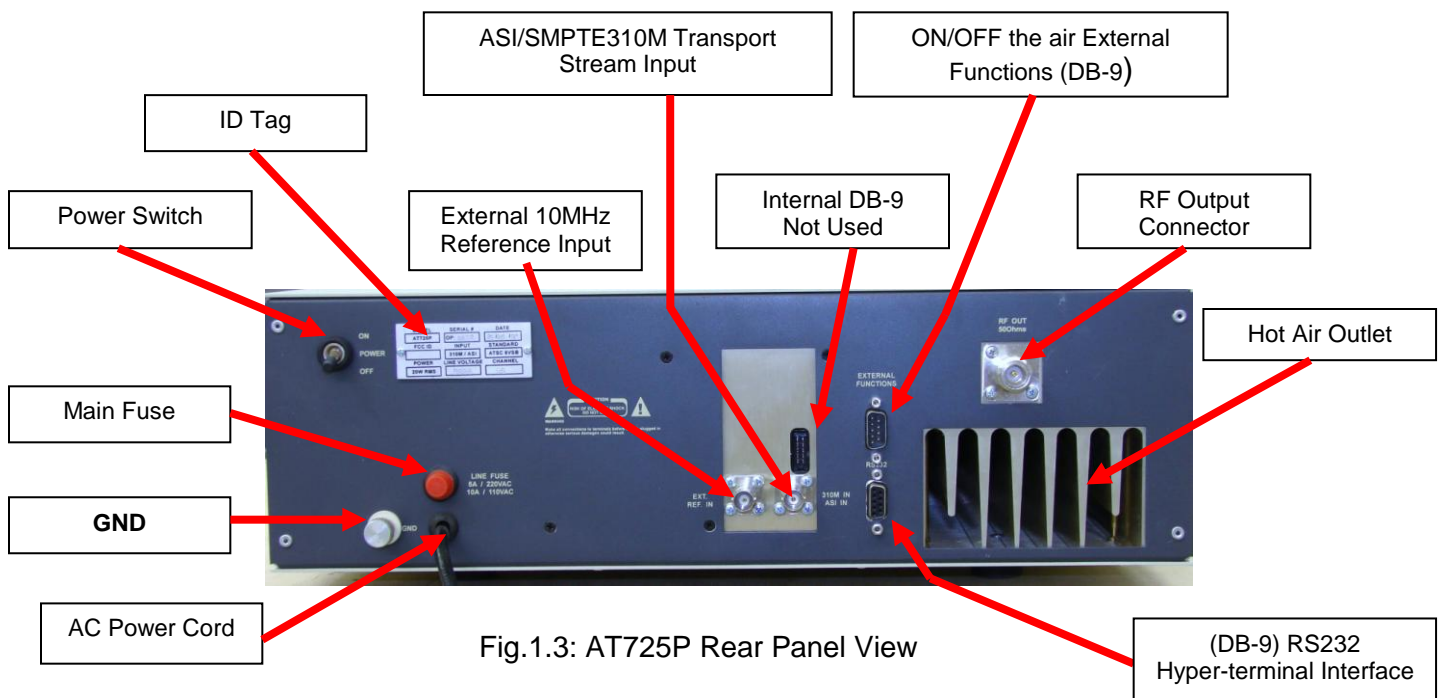 ASI/SMPTE310M Transport
Stream Input
ON/OFF the air External
Functions (DB-9)
ID Tag
Power Switch
External 10MHz
Reference Input
Internal DB-9
Not Used
RF Output
Connector
Hot Air Outlet
Main Fuse
GND
AC Power Cord
(DB-9) RS232
Hyper-terminal Interface
ON
POWER
OFF
SERIAL #
DATE
FCC ID
INPUT
STANDARD
310M / ASI
ATSC 8VSB
POWER
LINE VOLTAGE
CHANNEL
LINE FUSE
5A / 220VAC
10A / 110VAC
GND
WARNING
EXT.
REF. IN
310M IN
ASI IN
EXTERNAL
FUNCTIONS
RS232
RF OUT
50Ohms
Fig.1.3: AT725P Rear Panel View